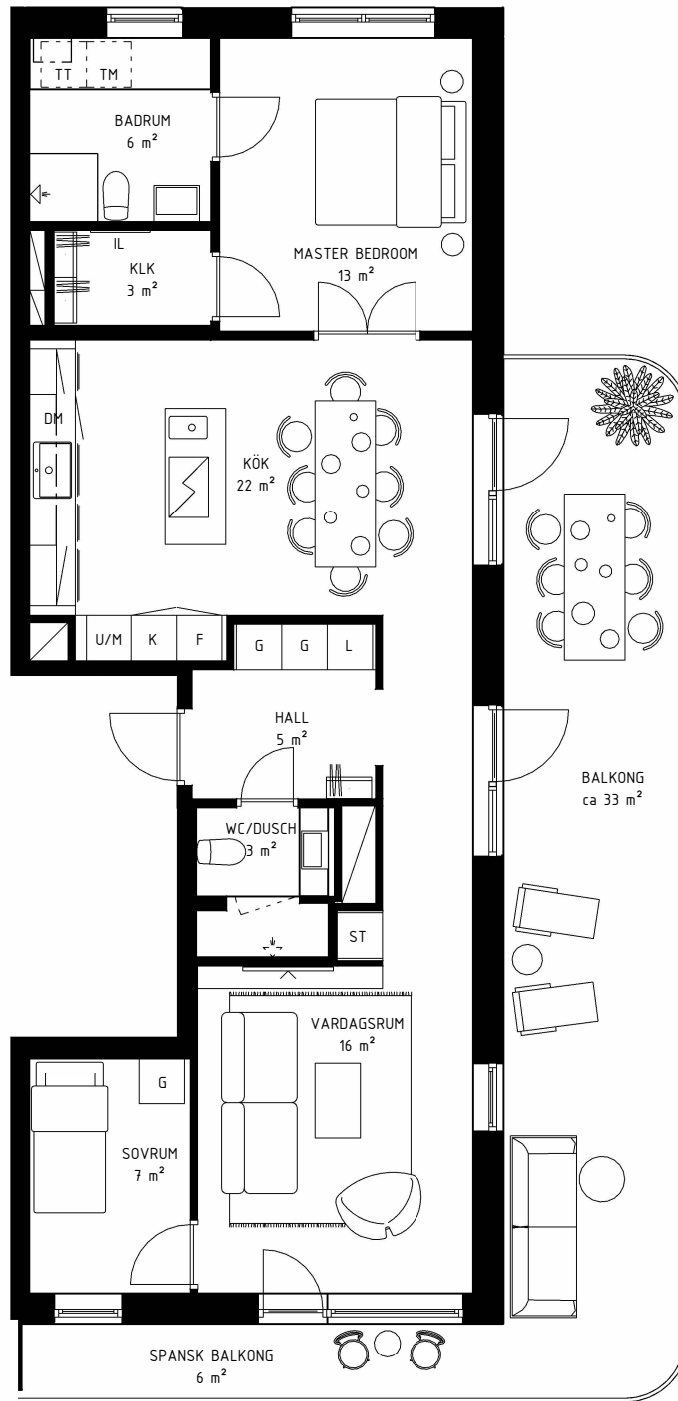 TT TM
BADRUM
6 m²
IL
KLK
3 m²
MASTER BEDROOM
13 m²
DM
KÖK
22 m²
U/M K F
G G L
HALL
5 m²
BALKONG
ca 33 m²
WC/DUSCH
3 m²
ST
VARDAGSRUM
16 m²
G
SOVRUM
7 m²
SPANSK BALKONG
6 m²